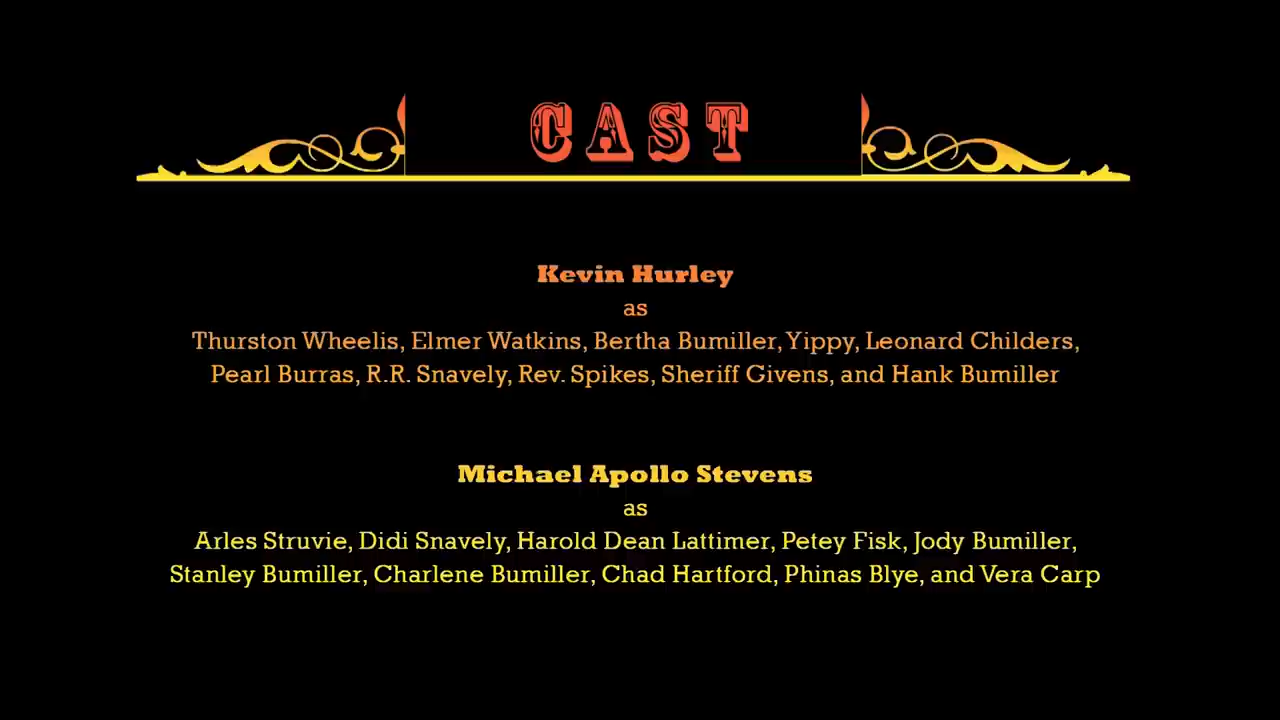 CAST
Kevin Hurley
as
Thurston Wheelis, Elmer Watkins, Bertha Bumiller, Yippy, Leonard Childers,
Pearl Burras, R.R. Snavely, Rev. Spikes, Sheriff Givens, and Hank Bumiller
Michael Apollo Stevens
as
Arles Struvie, Didi Snavely, Harold Dean Lattimer, Petey Fisk, Jody Bumiller,
Stanley Bumiller, Charlene Bumiller, Chad Hartford, Phinas Blye, and Vera Carp